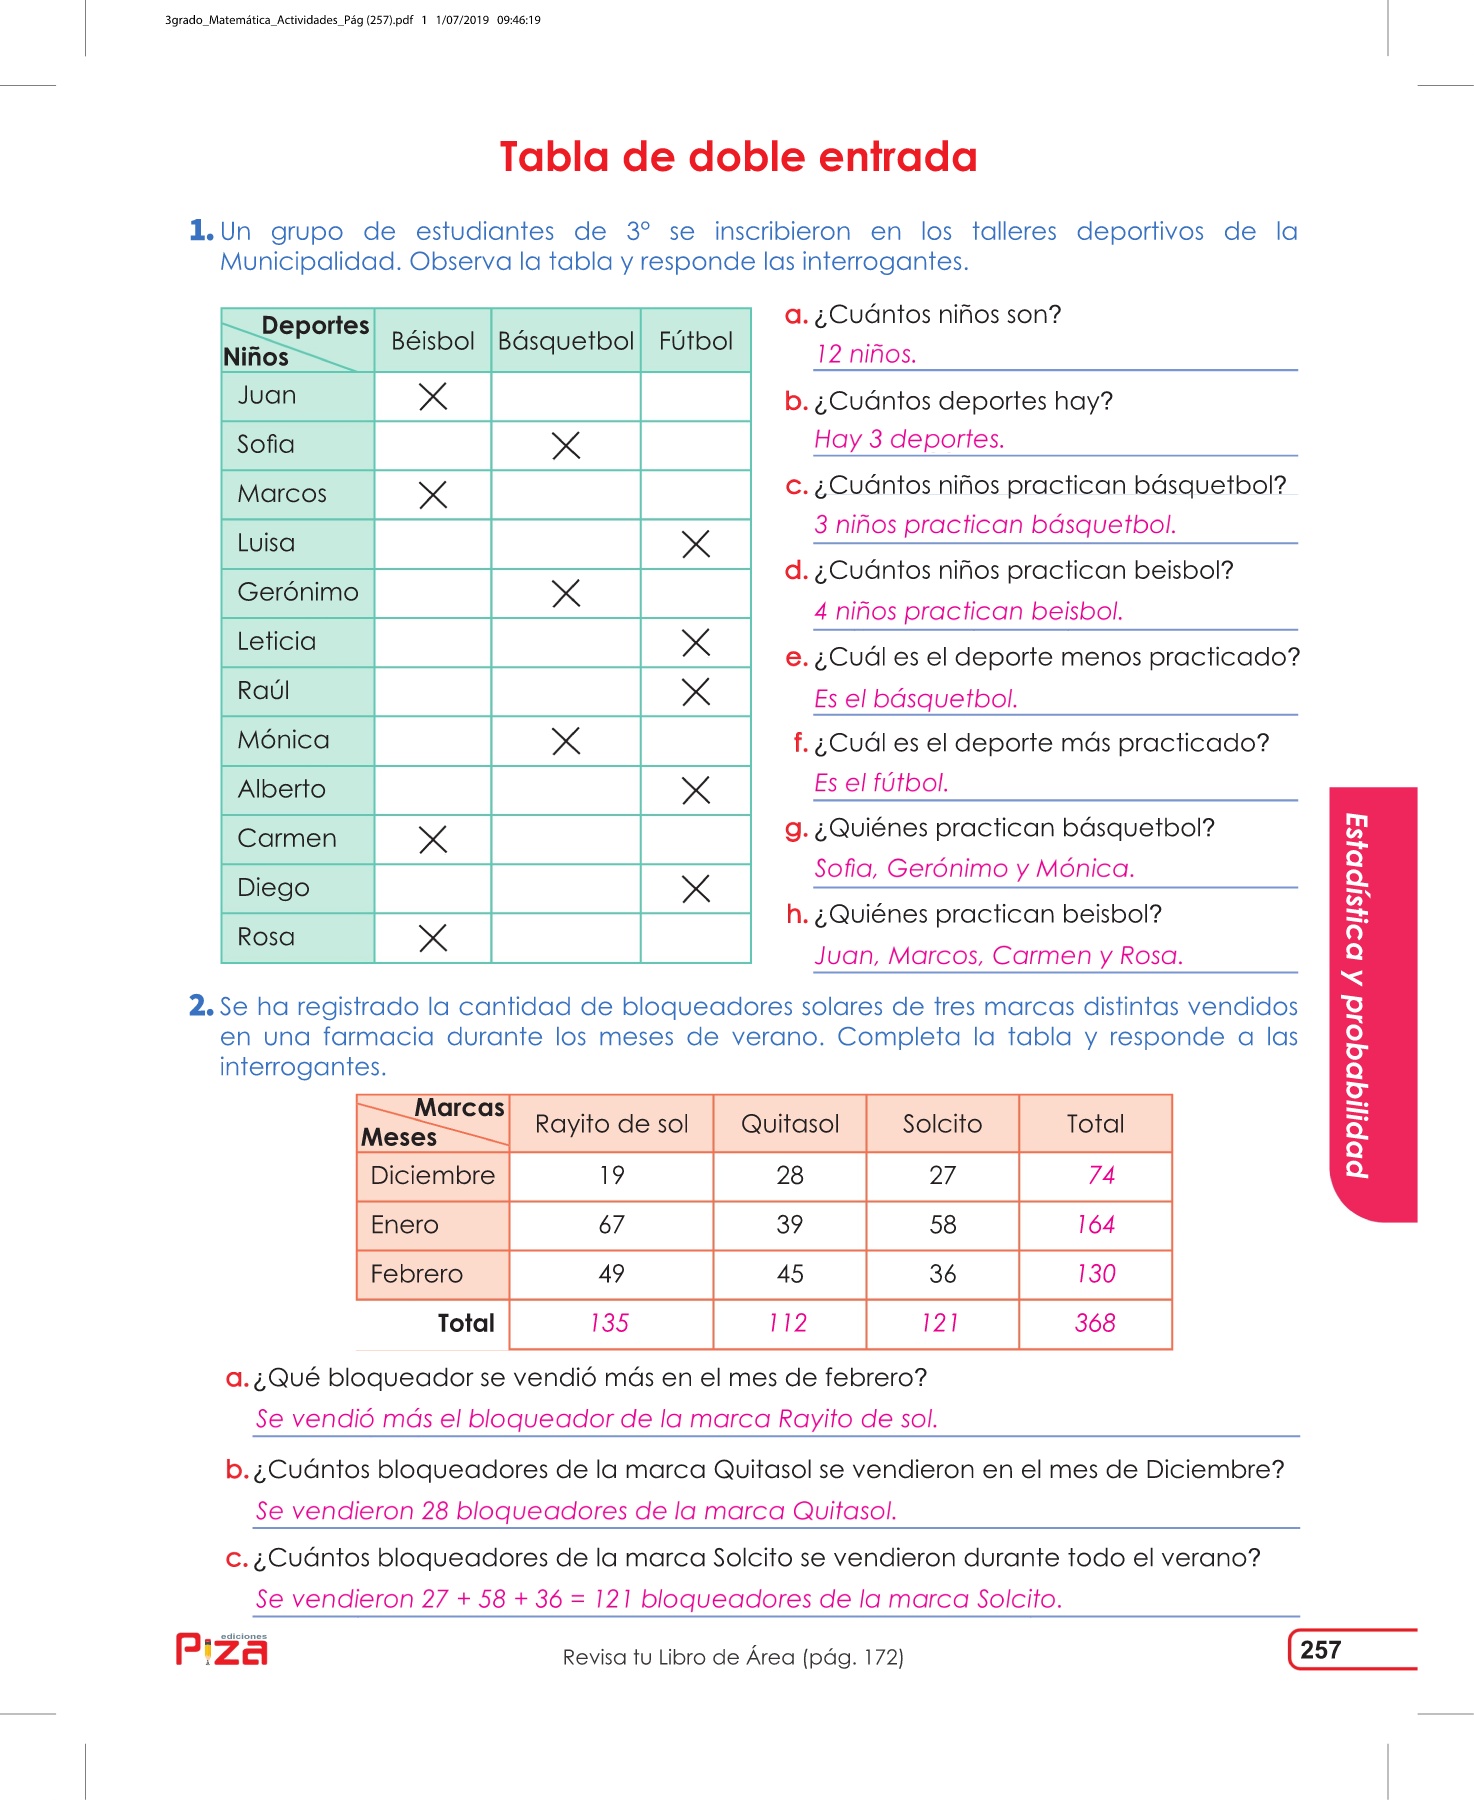 3grado_Matemática_Actividades_Pág (257).pdf 1 1/07/2019 09:46:19
Tabla de doble entrada
1. Un grupo de estudiantes de 3° se inscribieron en los talleres deportivos de la
Municipalidad. Observa la tabla y responde las interrogantes.
Deportes
Niños
Béisbol Básquetbol Fútbol
Juan X
Sofia X
Marcos X
Luisa X
Gerónimo X
Leticia X
Raúl X
Mónica X
Alberto X
Carmen X
Diego X
Rosa X
a. ¿Cuántos niños son?
12 niños.
b. ¿Cuántos deportes hay?
Hay 3 deportes.
c. ¿Cuántos niños practican básquetbol?
3 niños practican básquetbol.
d. ¿Cuántos niños practican beisbol?
4 niños practican beisbol.
e. ¿Cuál es el deporte menos practicado?
Es el básquetbol.
f. ¿Cuál es el deporte más practicado?
Es el fútbol.
g. ¿Quiénes practican básquetbol?
Sofia, Gerónimo y Mónica.
h. ¿Quiénes practican beisbol?
Juan, Marcos, Carmen y Rosa.
2. Se ha registrado la cantidad de bloqueadores solares de tres marcas distintas vendidos
en una farmacia durante los meses de verano. Completa la tabla y responde a las
interrogantes.
Marcas
Meses
Rayito de sol Quitasol Solcito Total
Diciembre 19 28 27 74
Enero 67 39 58 164
Febrero 49 45 36 130
Total 135 112 121 368
a. ¿Qué bloqueador se vendió más en el mes de febrero?
Se vendió más el bloqueador de la marca Rayito de sol.
b. ¿Cuántos bloqueadores de la marca Quitasol se vendieron en el mes de Diciembre?
Se vendieron 28 bloqueadores de la marca Quitasol.
c. ¿Cuántos bloqueadores de la marca Solcito se vendieron durante todo el verano?
Se vendieron 27 + 58 + 36 = 121 bloqueadores de la marca Solcito.
Estadística y probabilidad
ediciones
Piza
Revisa tu Libro de Área (pág. 172)
257